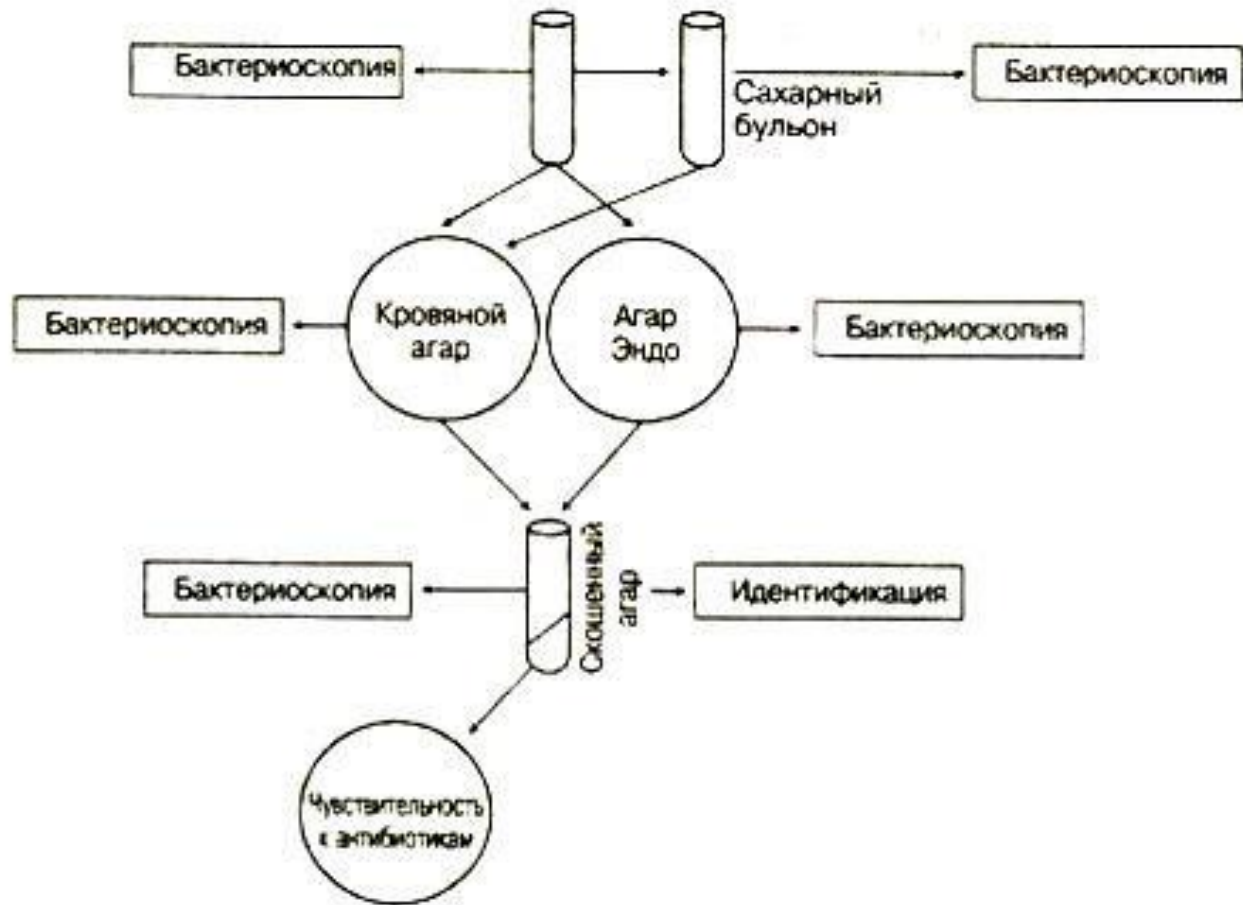 Бактериоскопия
Сахарный
бульон
Бактериоскопия
Бактериоскопия
Кровяной
агар
Агар
Эндо
Бактериоскопия
Бактериоскопия
Скошенный
агар
Идентификация
Чувствительность
к антибиотикам